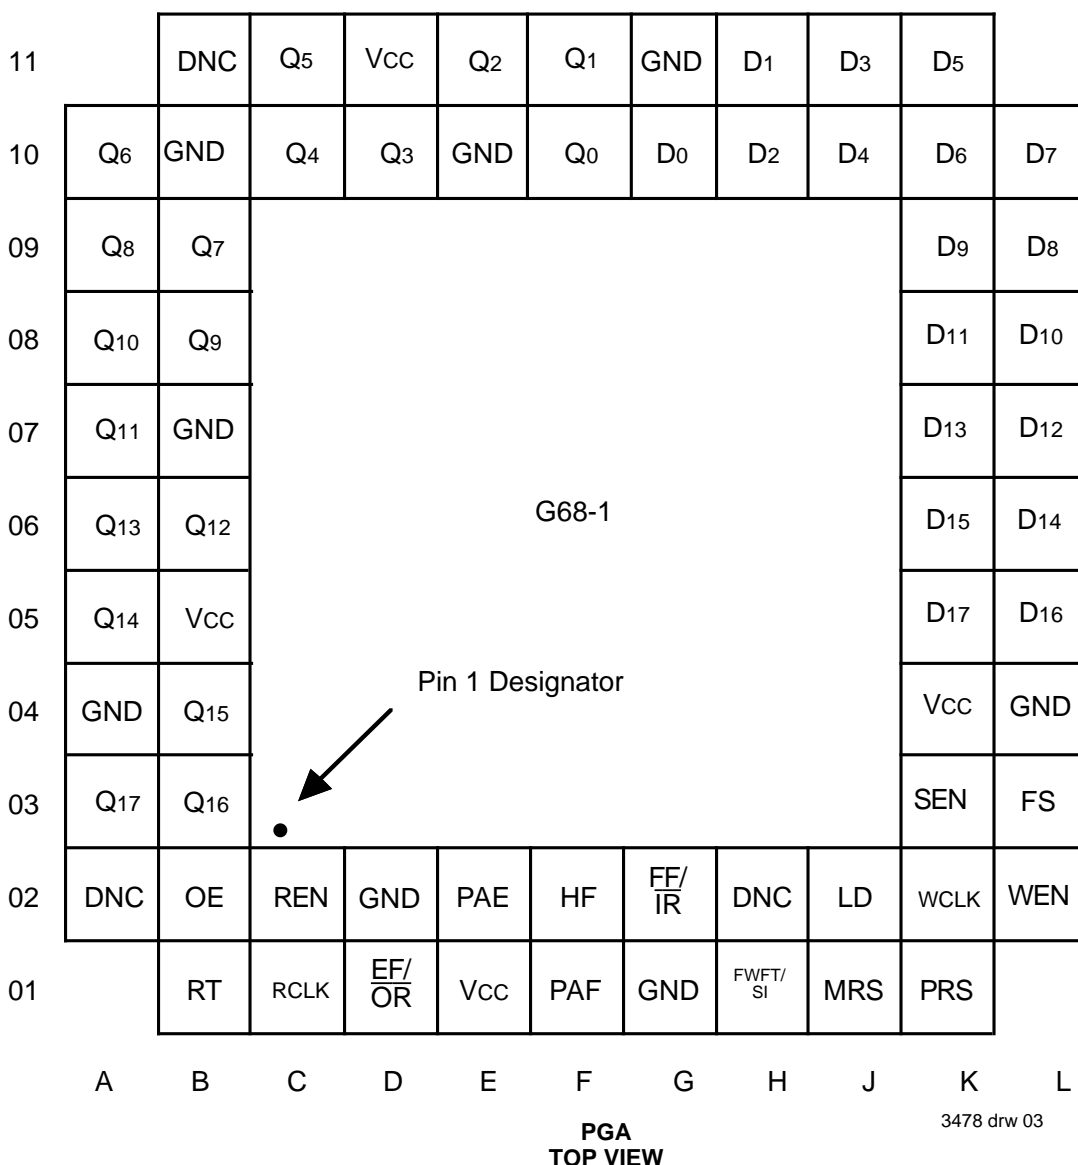 11 DNC Q5 VCC Q2 Q1 GND D1 D3 D5
10 Q6 GND Q4 Q3 GND Q0 D0 D2 D4 D6 D7
09 Q8 Q7 D9 D8
08 Q10 Q9 D11 D10
07 Q11 GND D13 D12
06 Q13 Q12 G68-1 D15 D14
05 Q14 VCC D17 D16
Pin 1 Designator
04 GND Q15 VCC GND
03 Q17 Q16 SEN FS
02 DNC OE REN GND PAE HF FF/ IR DNC LD WCLK WEN
01 RT RCLK EF/ OR VCC PAF GND FWFT/ SI MRS PRS
A B C D E F G H J K L
3478 drw 03
PGA
TOP VIEW